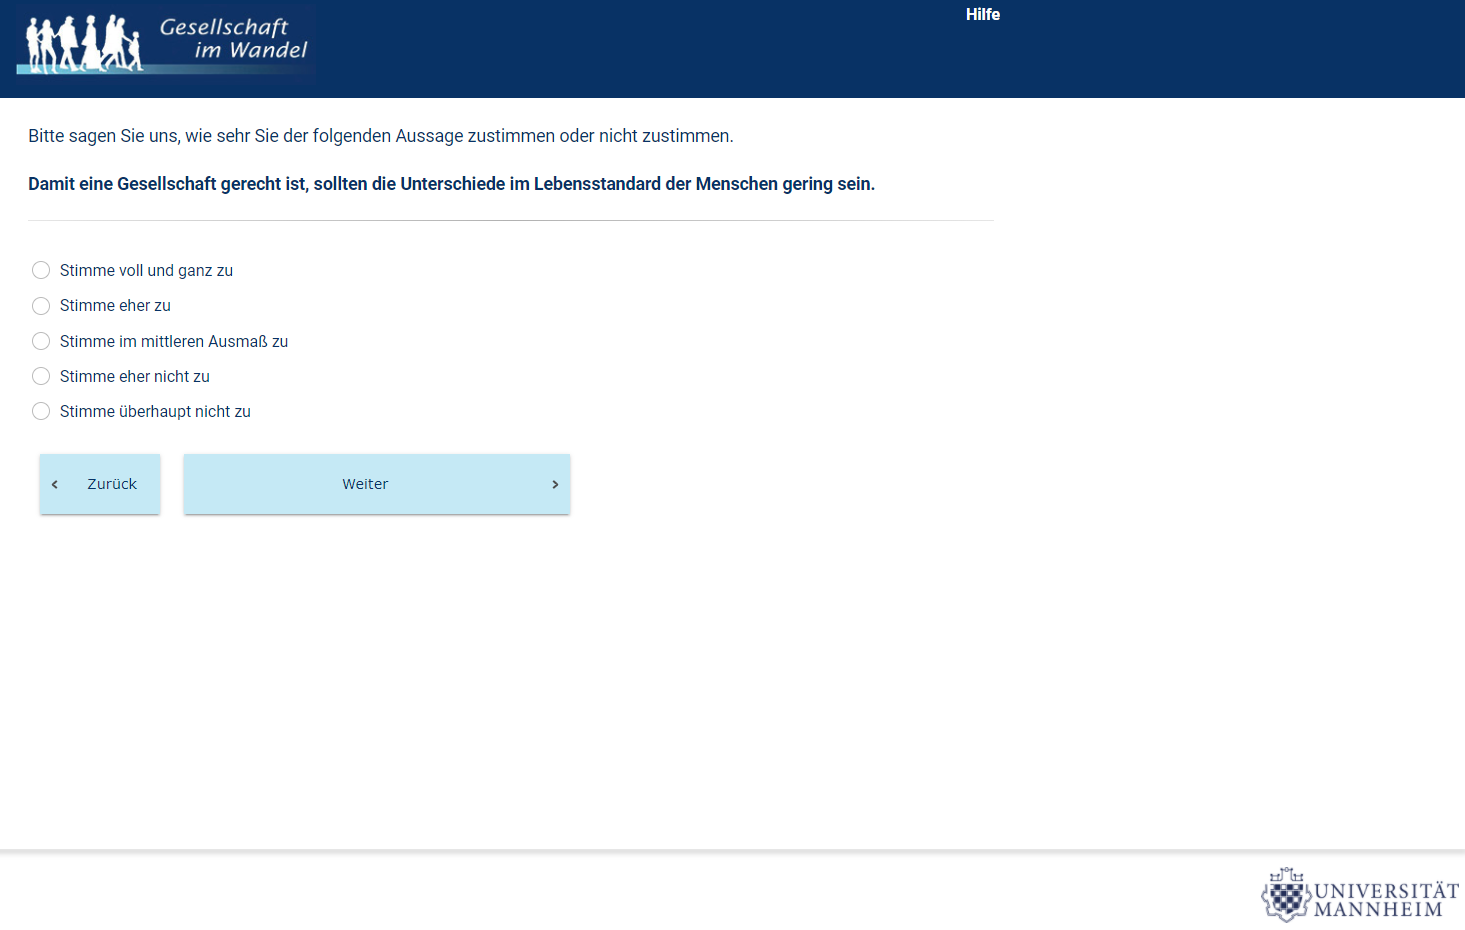 Gesellschaft
im Wandel
Hilfe
Bitte sagen Sie uns, wie sehr Sie der folgenden Aussage zustimmen oder nicht zustimmen.
Damit eine Gesellschaft gerecht ist, sollten die Unterschiede im Lebensstandard der Menschen gering sein.
Stimme voll und ganz zu
Stimme eher zu
Stimme im mittleren Ausmaß zu
Stimme eher nicht zu
Stimme überhaupt nicht zu
‹ Zurück
Weiter ›
UNIVERSITÄT
MANNHEIM